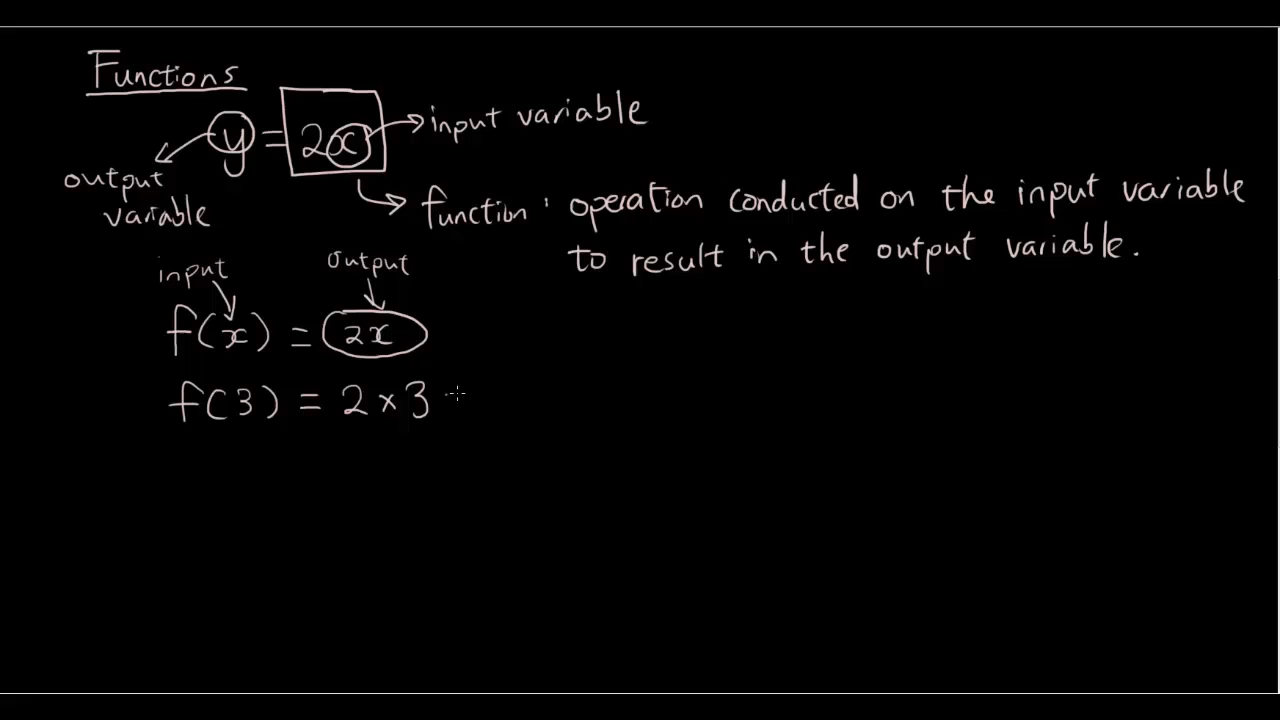 Functions
y = 2x → input variable
output variable
function : operation conducted on the input variable
to result in the output variable.
input output
f(x) = 2x
f(3) = 2 × 3